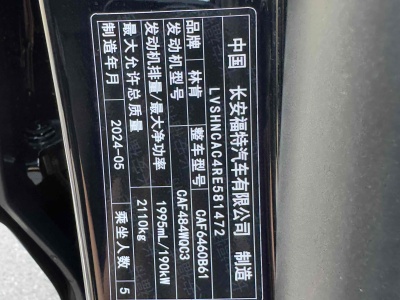 中国 长安福特汽车有限公司 制造
LVSHNCAC4RE581472
品牌 林肯 整车型号 CAF6460B61
发动机型号 CAF484WQC3
发动机排量/最大净功率 1995mL/190kW
最大允许总质量 2110kg
制造年月 2024-05 乘坐人数 5